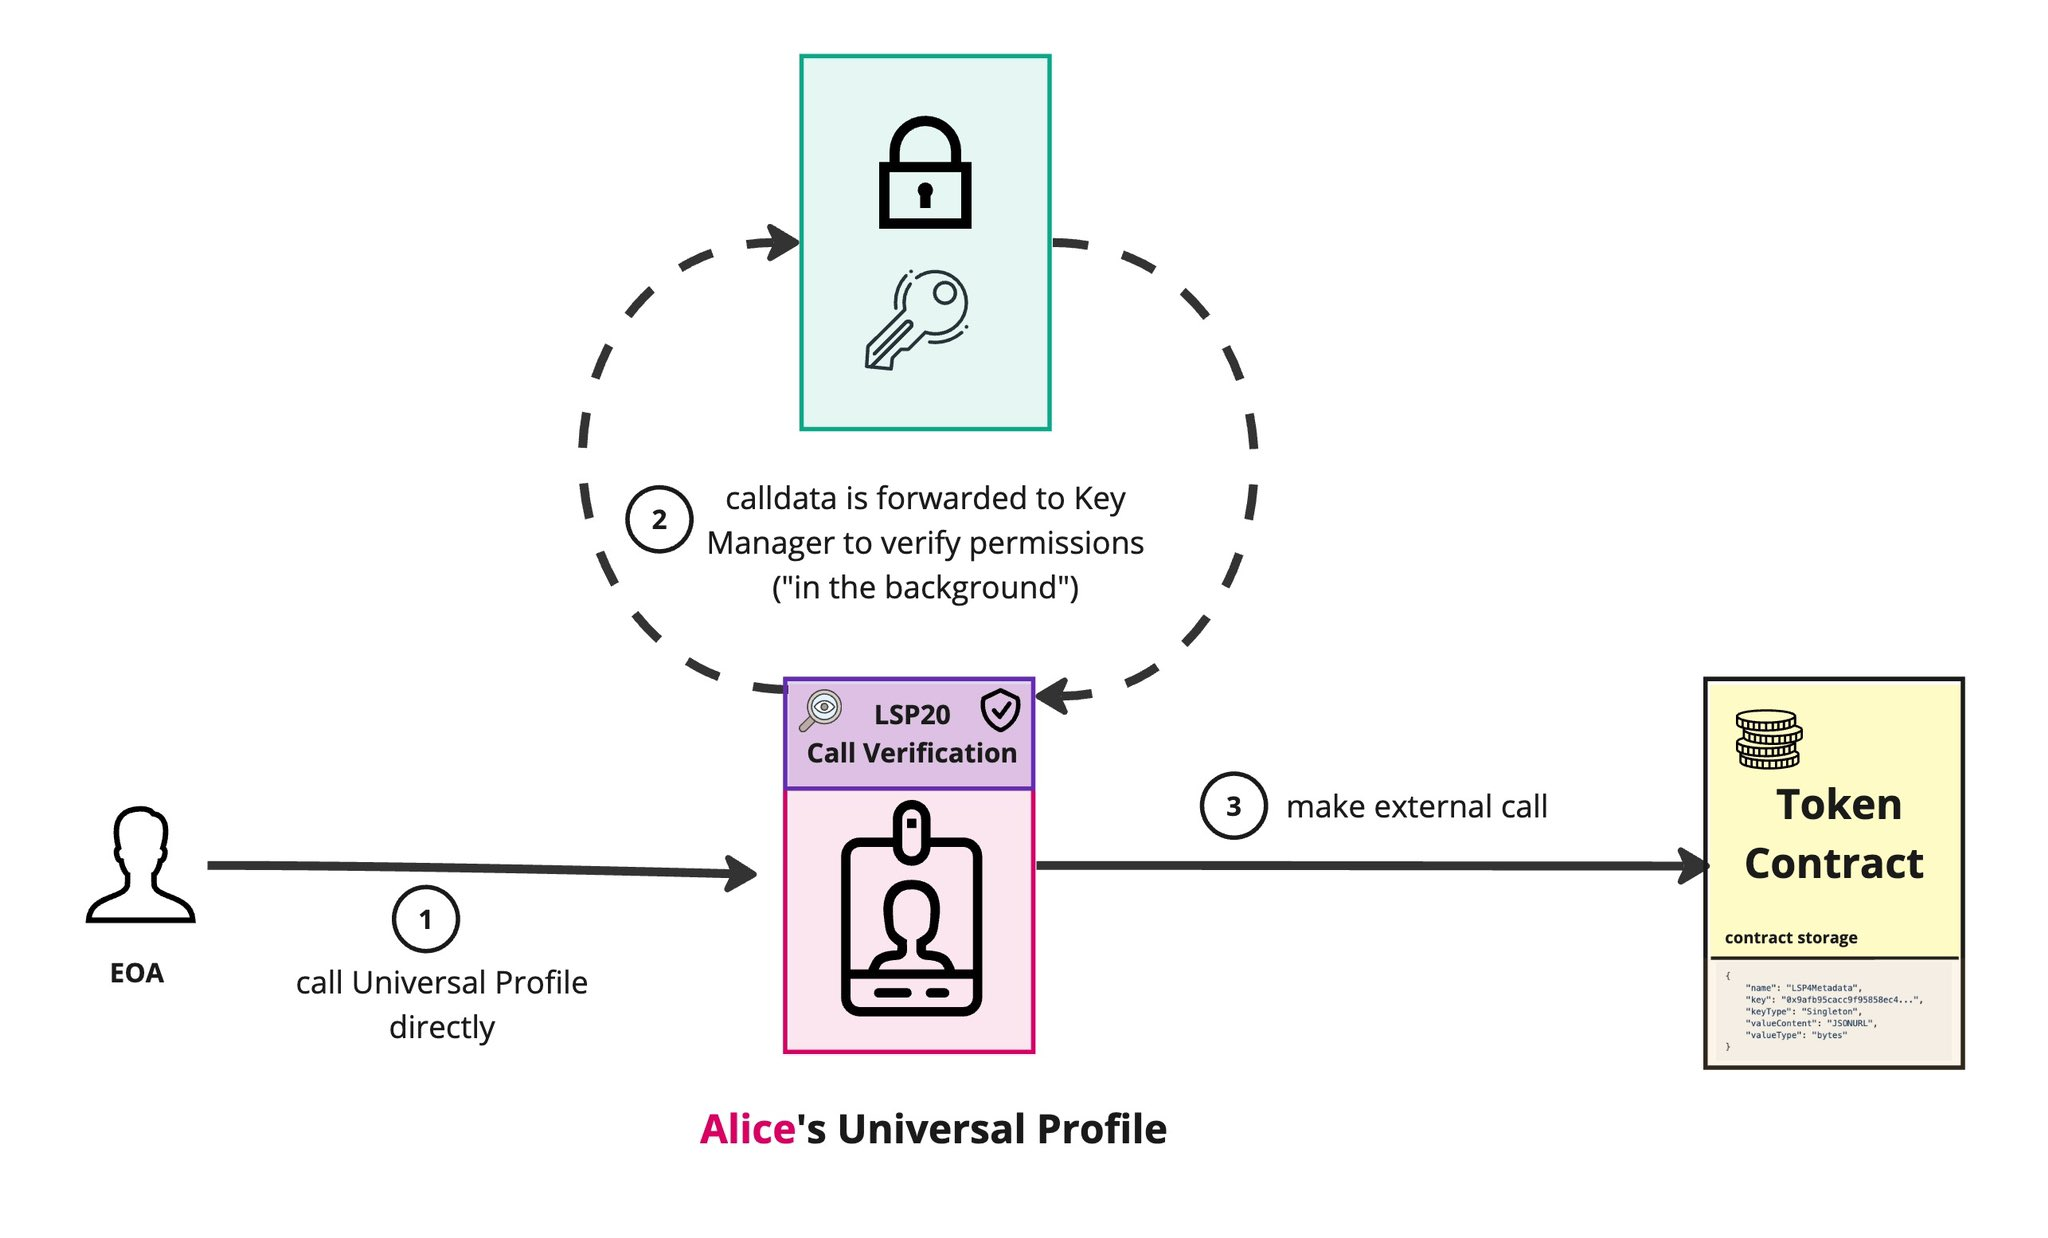 2
calldata is forwarded to Key
Manager to verify permissions
("in the background")
LSP20
Call Verification
3
make external call
Token
Contract
contract storage
{
"name": "LSP4Metadata",
"key": "0x9afb95cacc9f95858ec4...",
"keyType": "Singleton",
"valueContent": "JSONURL",
"valueType": "bytes"
}
EOA
1
call Universal Profile
directly
Alice's Universal Profile